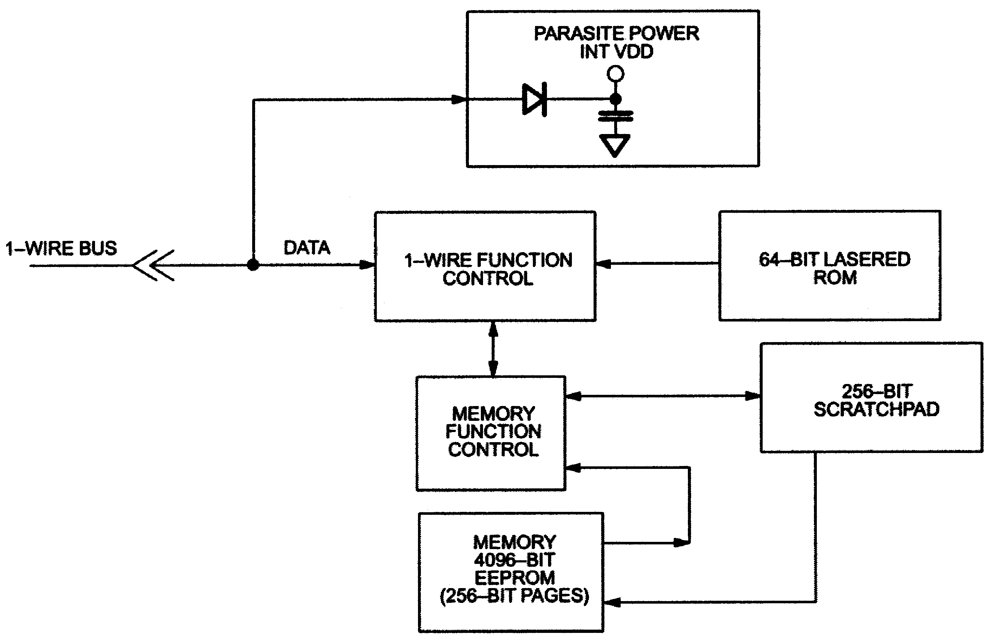 PARASITE POWER
INT VDD
1–WIRE BUS
DATA
1–WIRE FUNCTION
CONTROL
64–BIT LASERED
ROM
256–BIT
SCRATCHPAD
MEMORY
FUNCTION
CONTROL
MEMORY
4096–BIT
EEPROM
(256–BIT PAGES)